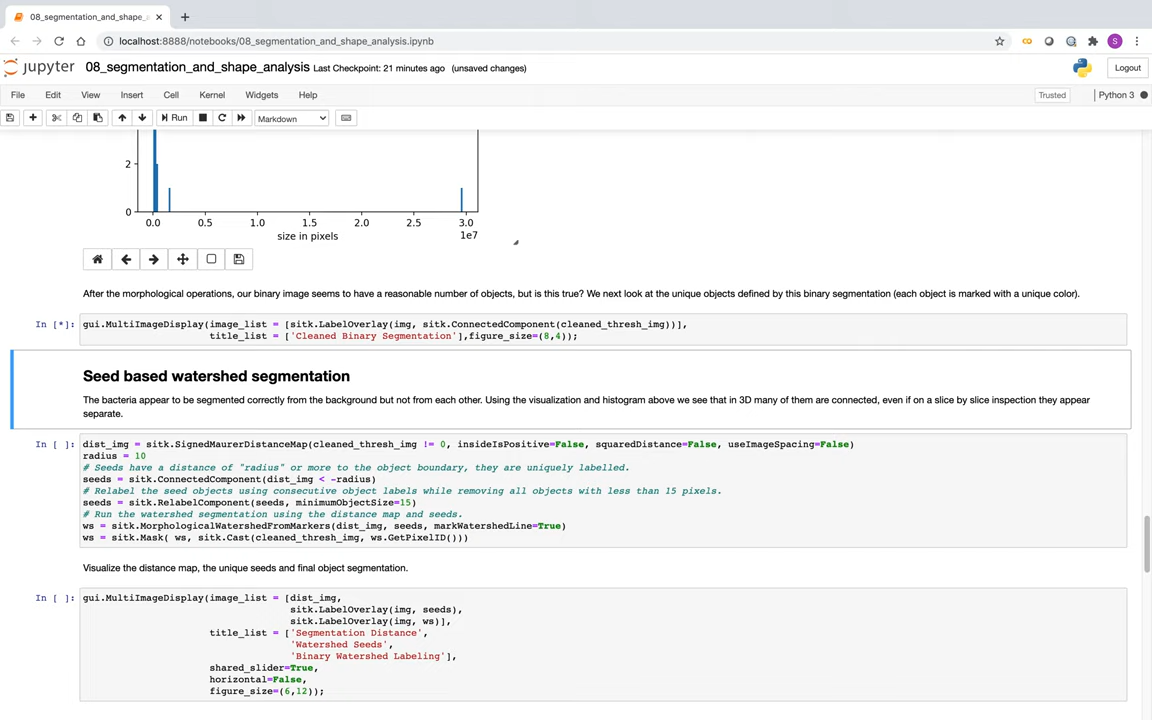 08_segmentation_and_shape_
localhost:8888/notebooks/08_segmentation_and_shape_analysis.ipynb
S
jupyter 08_segmentation_and_shape_analysis Last Checkpoint: 21 minutes ago (unsaved changes)
Logout
File Edit View Insert Cell Kernel Widgets Help
Trusted
Python 3
Run
Markdown
2
0
0.0 0.5 1.0 1.5 2.0 2.5 3.0
1e7
size in pixels
After the morphological operations, our binary image seems to have a reasonable number of objects, but is this true? We next look at the unique objects defined by this binary segmentation (each object is marked with a unique color).
In [*]: gui.MultiImageDisplay(image_list = [sitk.LabelOverlay(img, sitk.ConnectedComponent(cleaned_thresh_img))],
title_list = ['Cleaned Binary Segmentation'],figure_size=(8,4));
Seed based watershed segmentation
The bacteria appear to be segmented correctly from the background but not from each other. Using the visualization and histogram above we see that in 3D many of them are connected, even if on a slice by slice inspection they appear
separate.
In [ ]: dist_img = sitk.SignedMaurerDistanceMap(cleaned_thresh_img != 0, insideIsPositive=False, squaredDistance=False, useImageSpacing=False)
radius = 10
# Seeds have a distance of "radius" or more to the object boundary, they are uniquely labelled.
seeds = sitk.ConnectedComponent(dist_img < -radius)
# Relabel the seed objects using consecutive object labels while removing all objects with less than 15 pixels.
seeds = sitk.RelabelComponent(seeds, minimumObjectSize=15)
# Run the watershed segmentation using the distance map and seeds.
ws = sitk.MorphologicalWatershedFromMarkers(dist_img, seeds, markWatershedLine=True)
ws = sitk.Mask( ws, sitk.Cast(cleaned_thresh_img, ws.GetPixelID()))
Visualize the distance map, the unique seeds and final object segmentation.
In [ ]: gui.MultiImageDisplay(image_list = [dist_img,
sitk.LabelOverlay(img, seeds),
sitk.LabelOverlay(img, ws)],
title_list = ['Segmentation Distance',
'Watershed Seeds',
'Binary Watershed Labeling'],
shared_slider=True,
horizontal=False,
figure_size=(6,12));